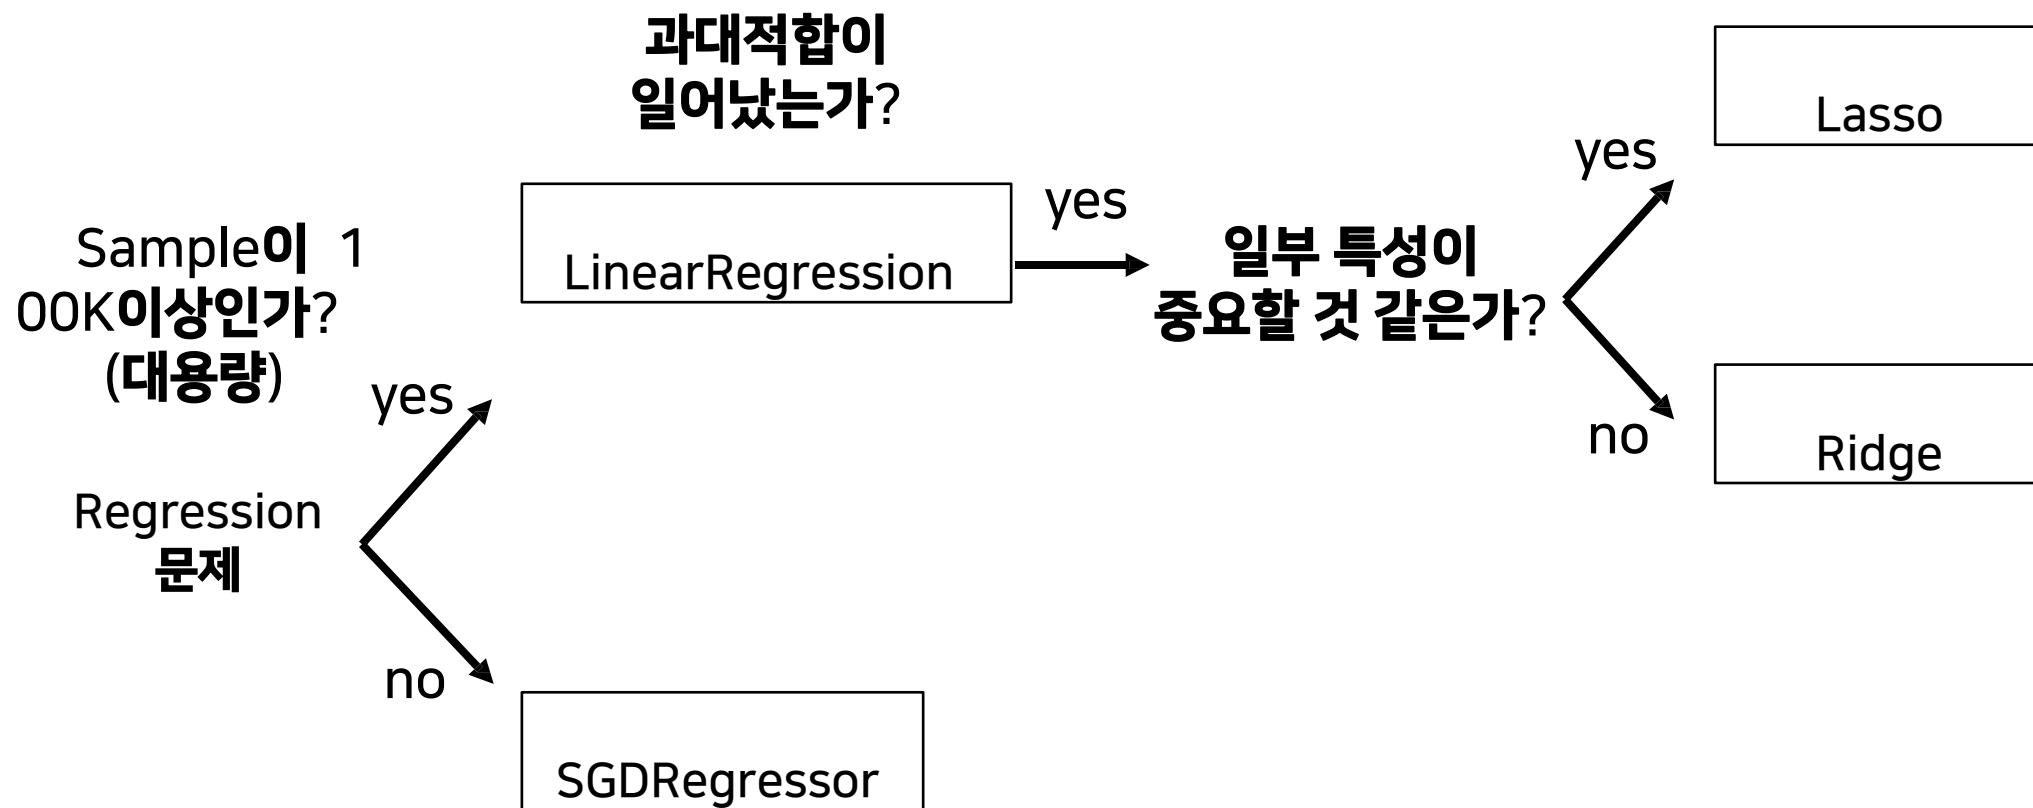 과대적합이
일어났는가?
Sample이 1
00K이상인가?
(대용량)
yes
Regression
문제
no
LinearRegression
SGDRegressor
yes
일부 특성이
중요할 것 같은가?
yes
Lasso
no
Ridge